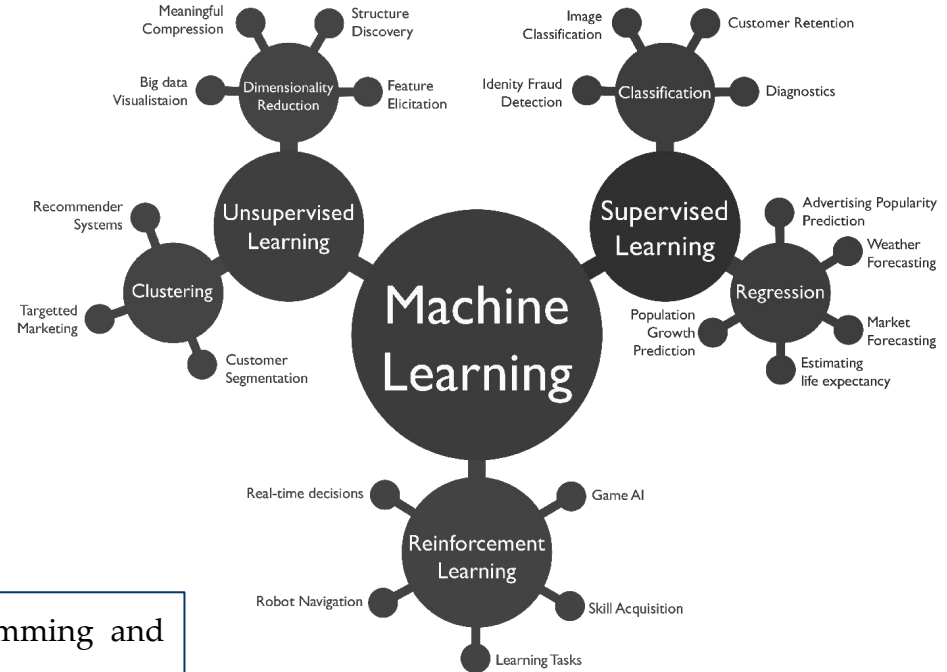 Meaningful
Compression
Structure
Discovery
Big data
Visualistaion
Dimensionality
Reduction
Feature
Elicitation
Image
Classification
Customer Retention
Idenity Fraud
Detection
Classification
Diagnostics
Recommender
Systems
Unsupervised
Learning
Supervised
Learning
Advertising Popularity
Prediction
Weather
Forecasting
Clustering
Regression
Targetted
Marketing
Customer
Segmentation
Machine
Learning
Population
Growth
Prediction
Market
Forecasting
Estimating
life expectancy
Real-time decisions
Game AI
Reinforcement
Learning
Robot Navigation
Skill Acquisition
Learning Tasks
mming and